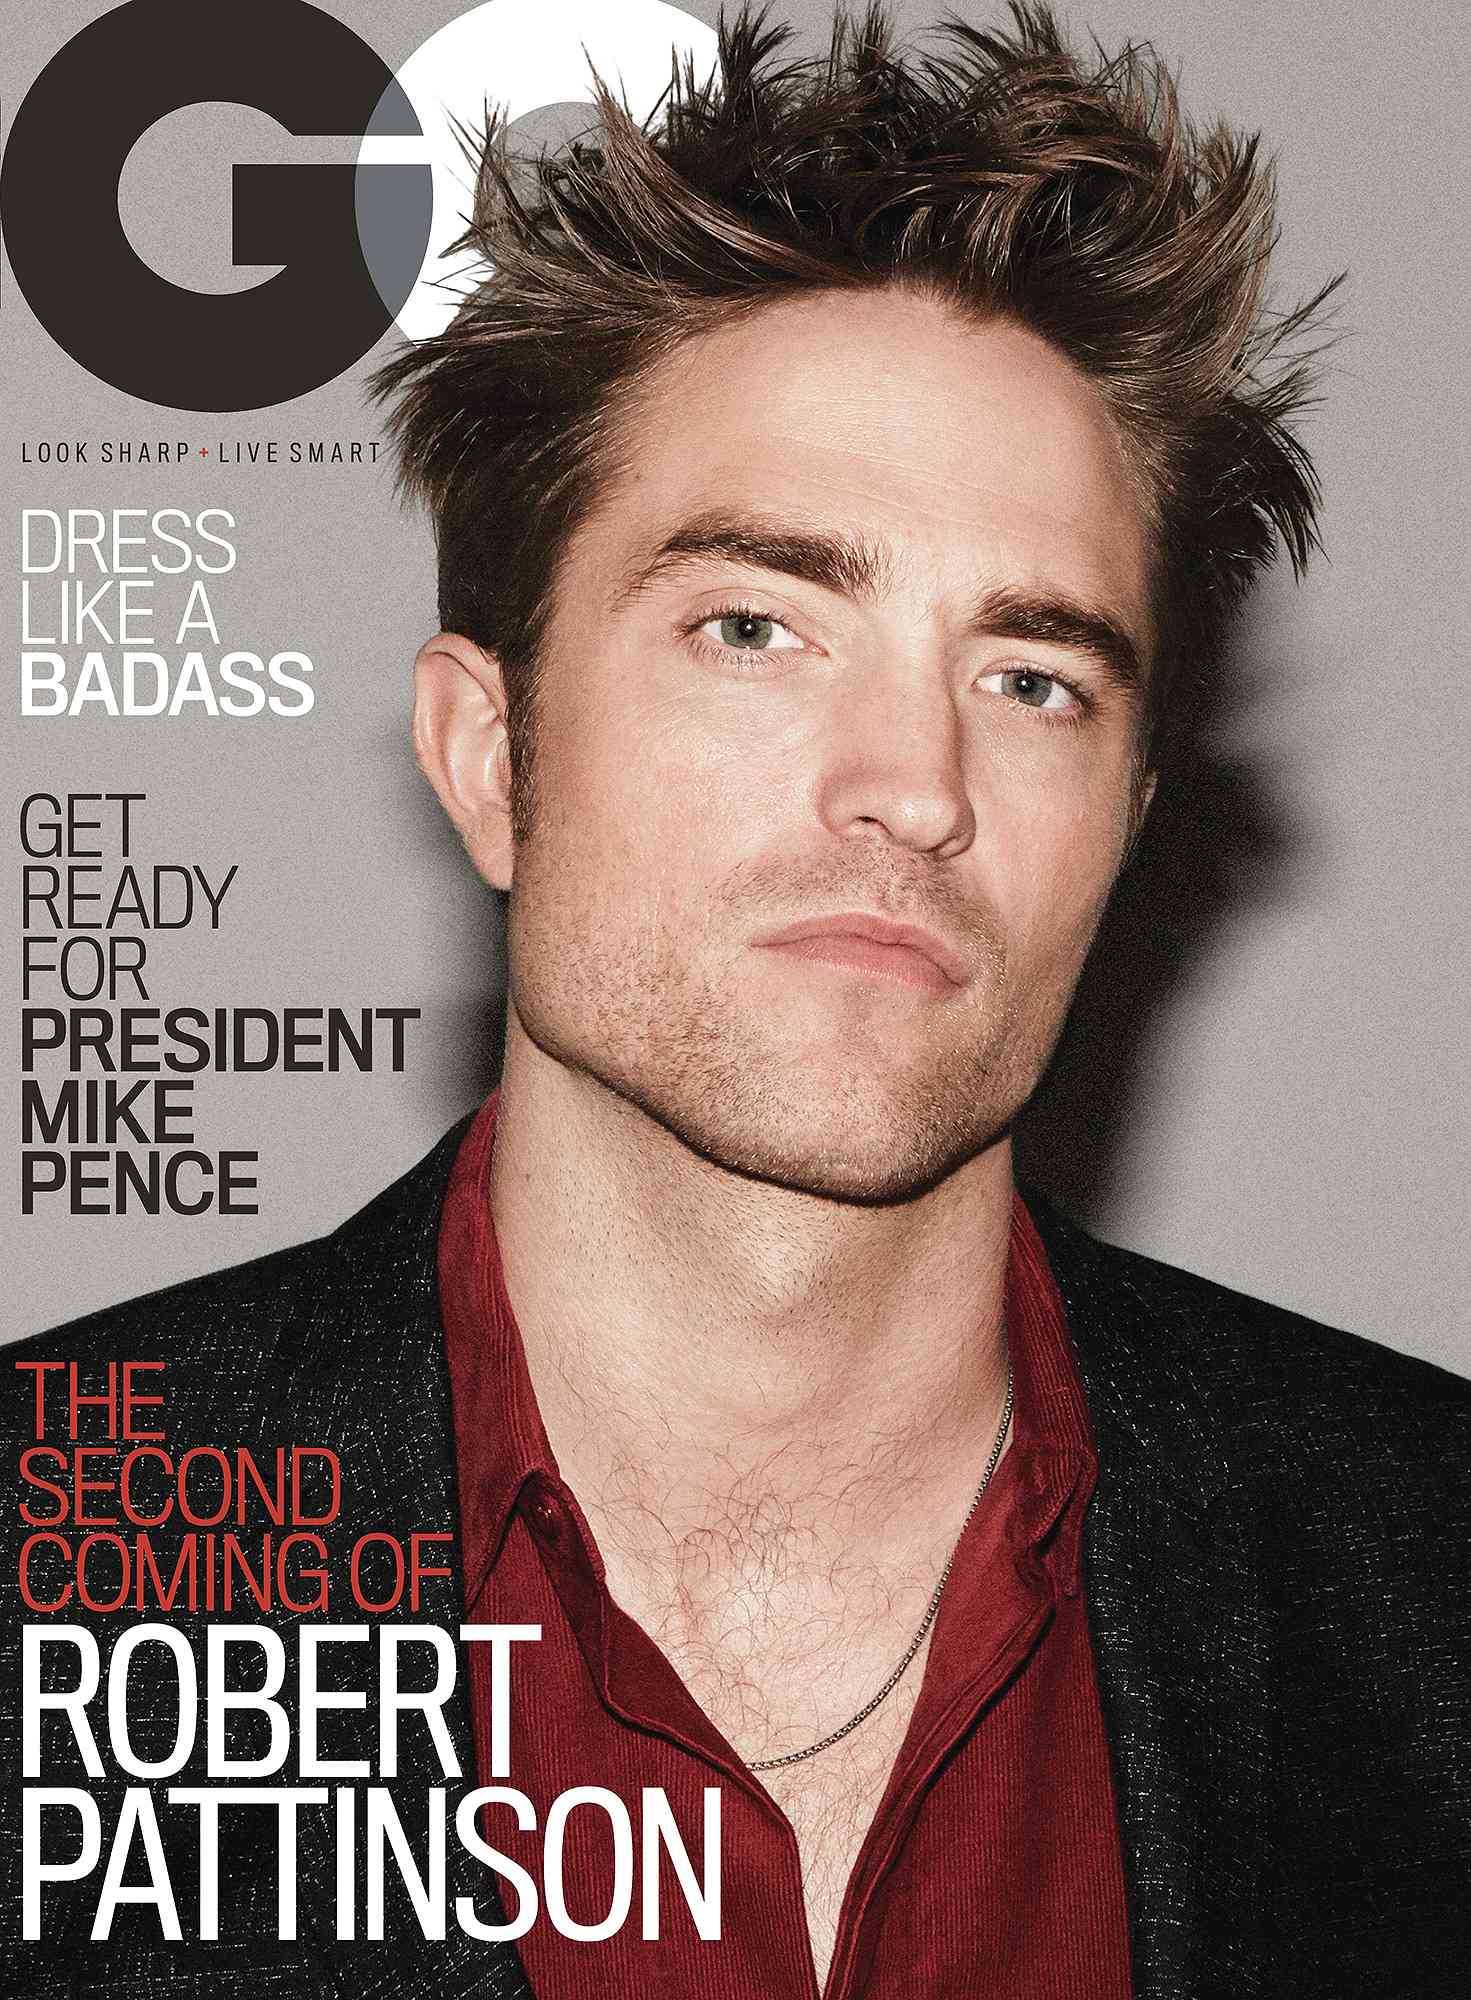 GQ
LOOK SHARP + LIVE SMART
DRESS
LIKE A
BADASS
GET
READY
FOR
PRESIDENT
MIKE
PENCE
THE
SECOND
COMING OF
ROBERT
PATTINSON